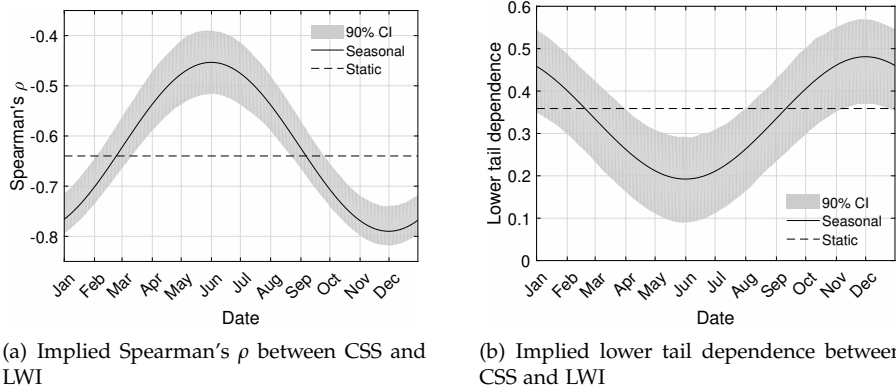 -0.4
-0.5
-0.6
-0.7
-0.8
Spearman's ρ
90% CI
Seasonal
Static
Jan
Feb
Mar
Apr
May
Jun
Jul
Aug
Sep
Oct
Nov
Dec
Date
(a) Implied Spearman's ρ between CSS and
LWI
0.6
0.5
0.4
0.3
0.2
0.1
0
Lower tail dependence
90% CI
Seasonal
Static
Jan
Feb
Mar
Apr
May
Jun
Jul
Aug
Sep
Oct
Nov
Dec
Date
(b) Implied lower tail dependence between
CSS and LWI